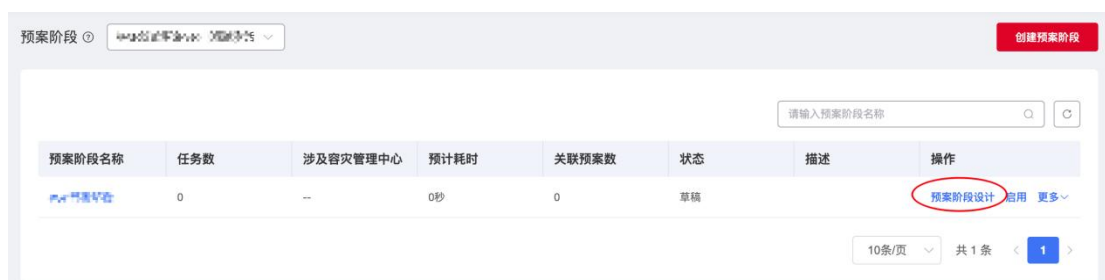 预案阶段
创建预案阶段
请输入预案阶段名称
预案阶段名称 任务数 涉及容灾管理中心 预计耗时 关联预案数 状态 描述 操作
0 -- 0秒 0 草稿 预案阶段设计 启用 更多
10条/页 共 1 条 1